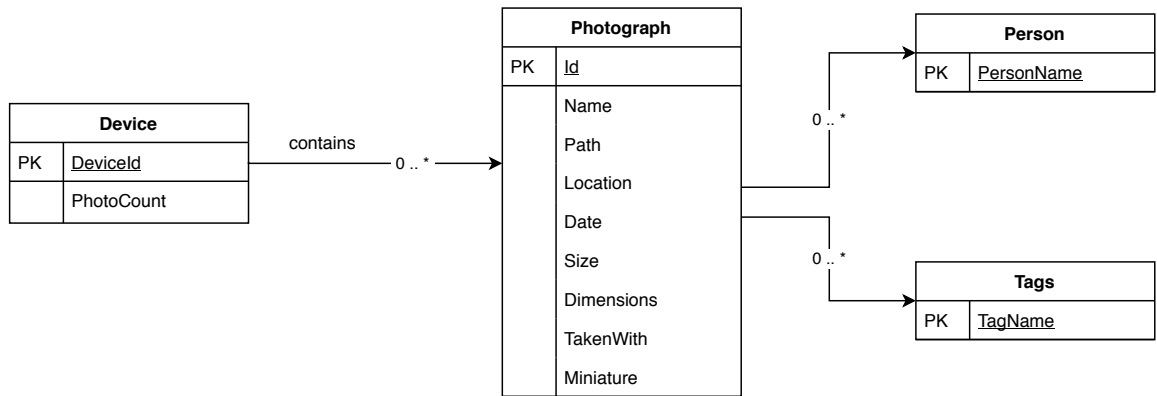 Device
PK DeviceId
PhotoCount
contains
0 .. *
Photograph
PK Id
Name
Path
Location
Date
Size
Dimensions
TakenWith
Miniature
0 .. *
Person
PK PersonName
0 .. *
Tags
PK TagName